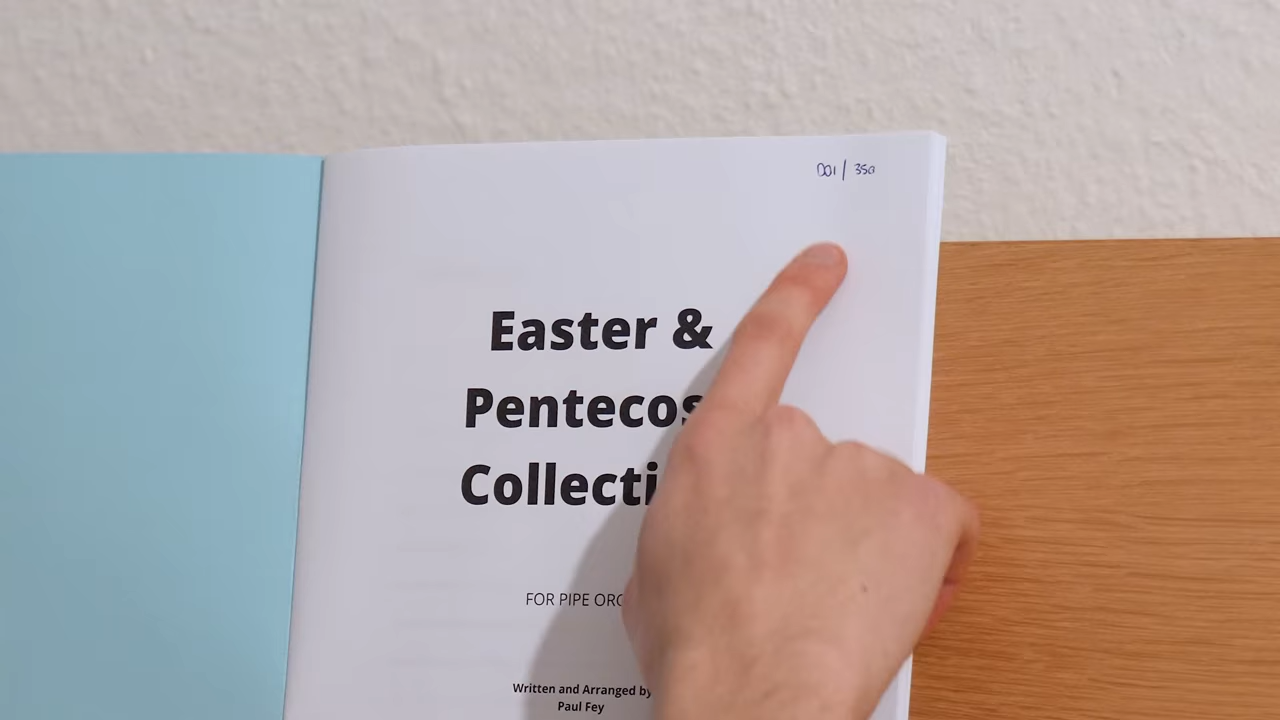 001 / 350
Easter &
Pentecos
Collecti
FOR PIPE ORG
Written and Arranged by
Paul Fey